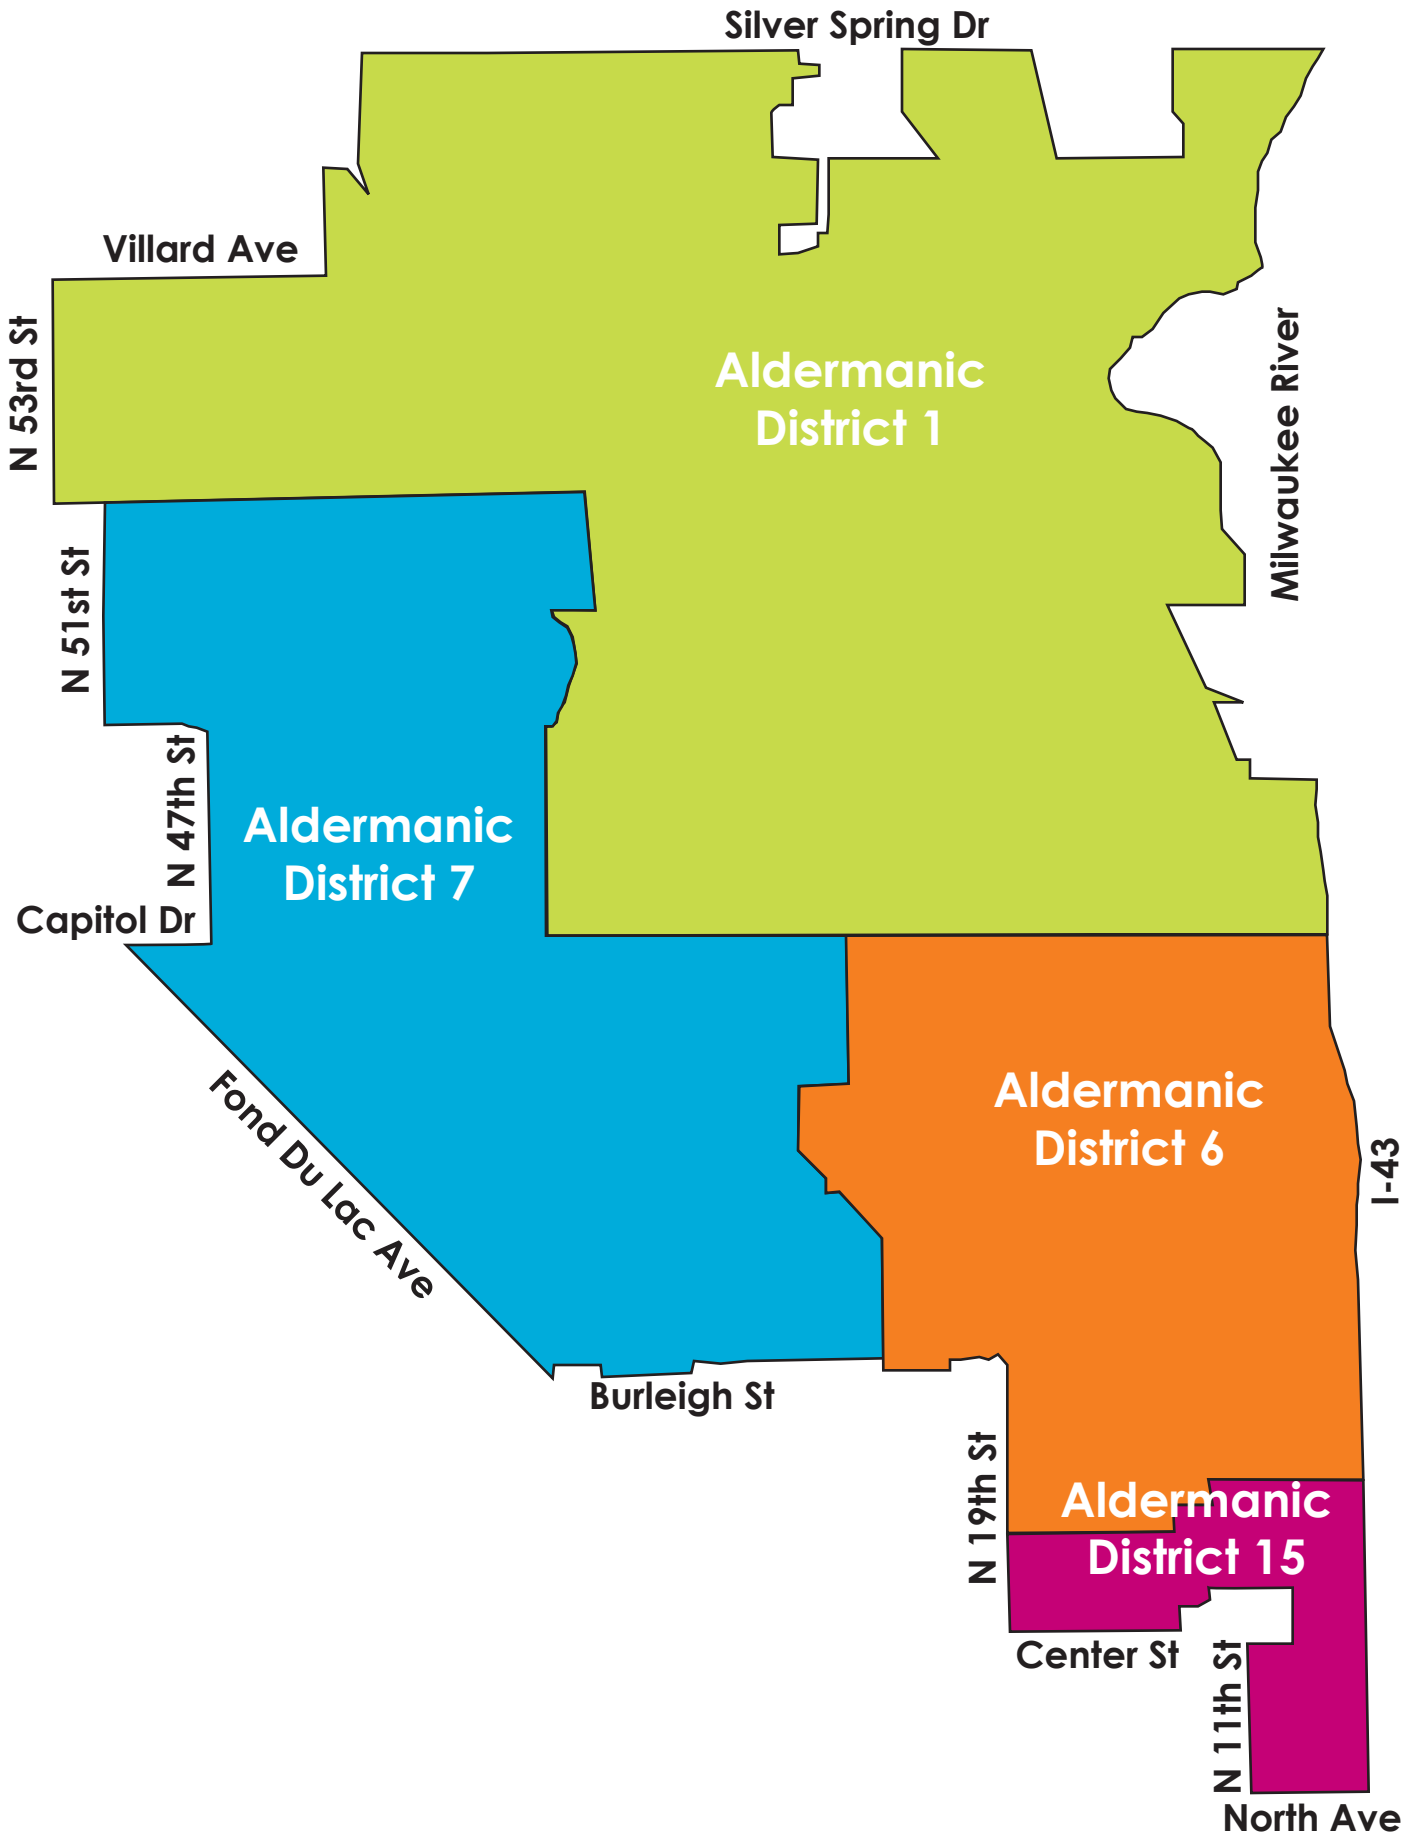 Silver Spring Dr
Villard Ave
N 53rd St
Aldermanic
District 1
Milwaukee River
N 51st St
N 47th St
Aldermanic
District 7
Capitol Dr
Fond Du Lac Ave
Aldermanic
District 6
I-43
Burleigh St
N 19th St
Aldermanic
District 15
Center St
N 11th St
North Ave